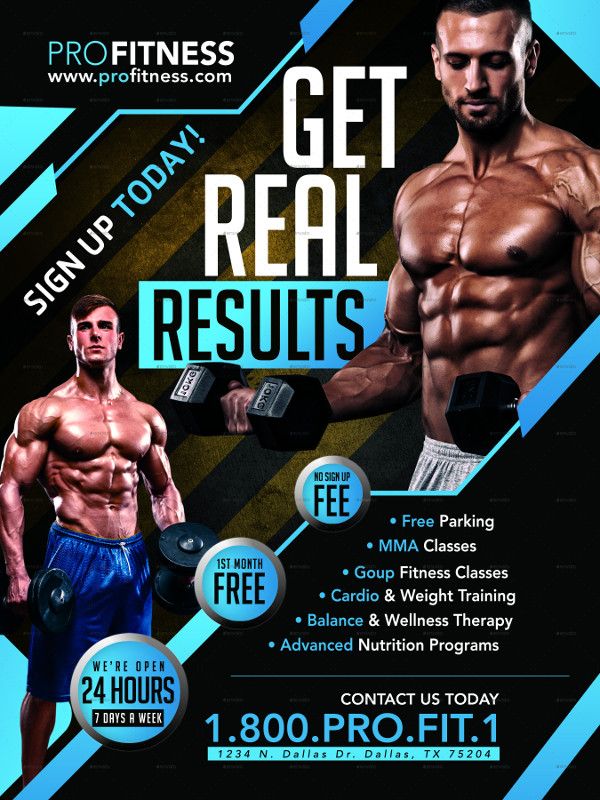 PROFITNESS
www.profitness.com
SIGN UP TODAY!
GET
REAL
RESULTS
10KG
10KG
NO SIGN UP
FEE
1ST MONTH
FREE
• Free Parking
• MMA Classes
• Goup Fitness Classes
• Cardio & Weight Training
• Balance & Wellness Therapy
• Advanced Nutrition Programs
WE'RE OPEN
24 HOURS
7 DAYS A WEEK
CONTACT US TODAY
1.800.PRO.FIT.1
1234 N. Dallas Dr. Dallas, TX 75204